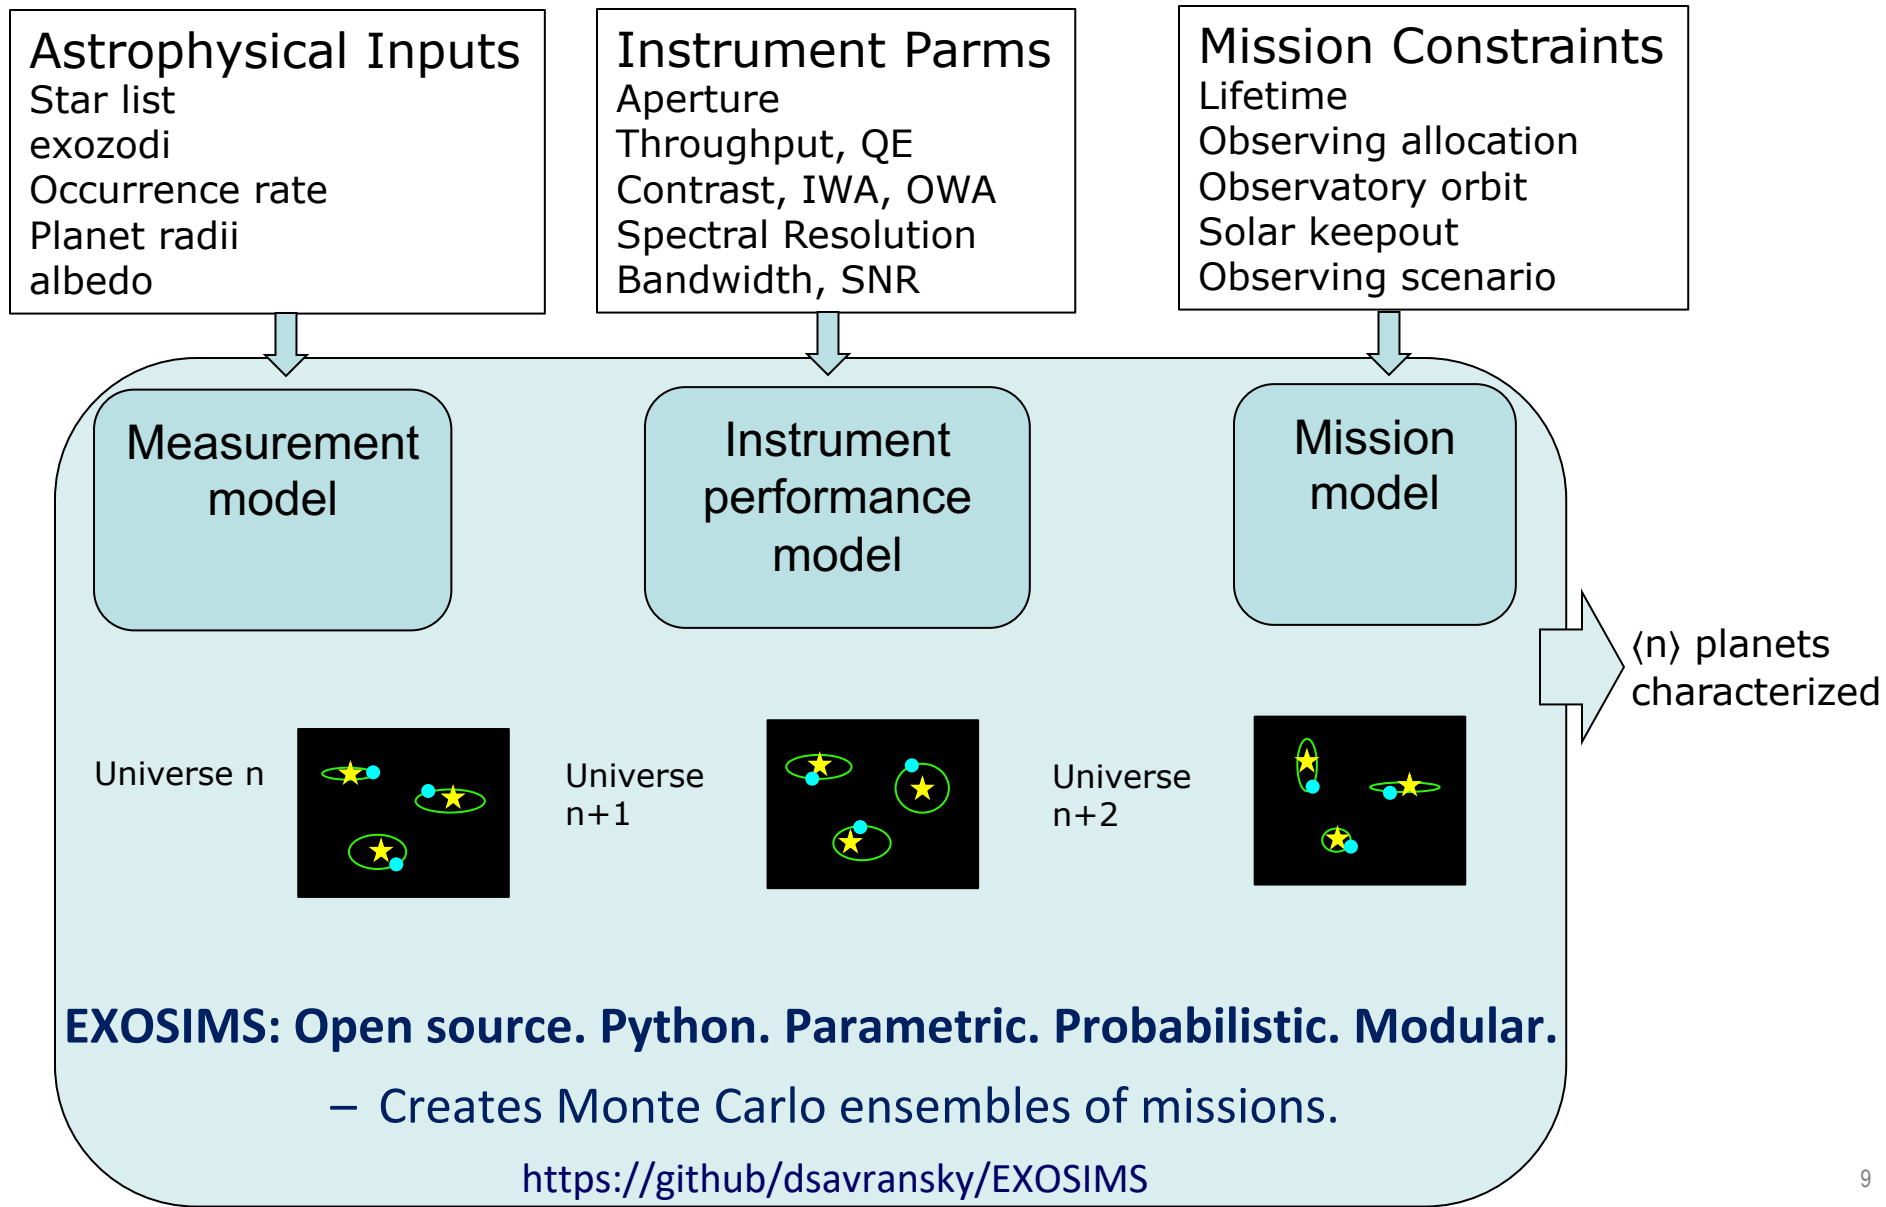 Astrophysical Inputs
Star list
exozodi
Occurrence rate
Planet radii
albedo
Instrument Parms
Aperture
Throughput, QE
Contrast, IWA, OWA
Spectral Resolution
Bandwidth, SNR
Mission Constraints
Lifetime
Observing allocation
Observatory orbit
Solar keepout
Observing scenario
Measurement
model
Instrument
performance
model
Mission
model
⟨n⟩ planets
characterized
Universe n
Universe
n+1
Universe
n+2
EXOSIMS: Open source. Python. Parametric. Probabilistic. Modular.
– Creates Monte Carlo ensembles of missions.
https://github/dsavransky/EXOSIMS
9